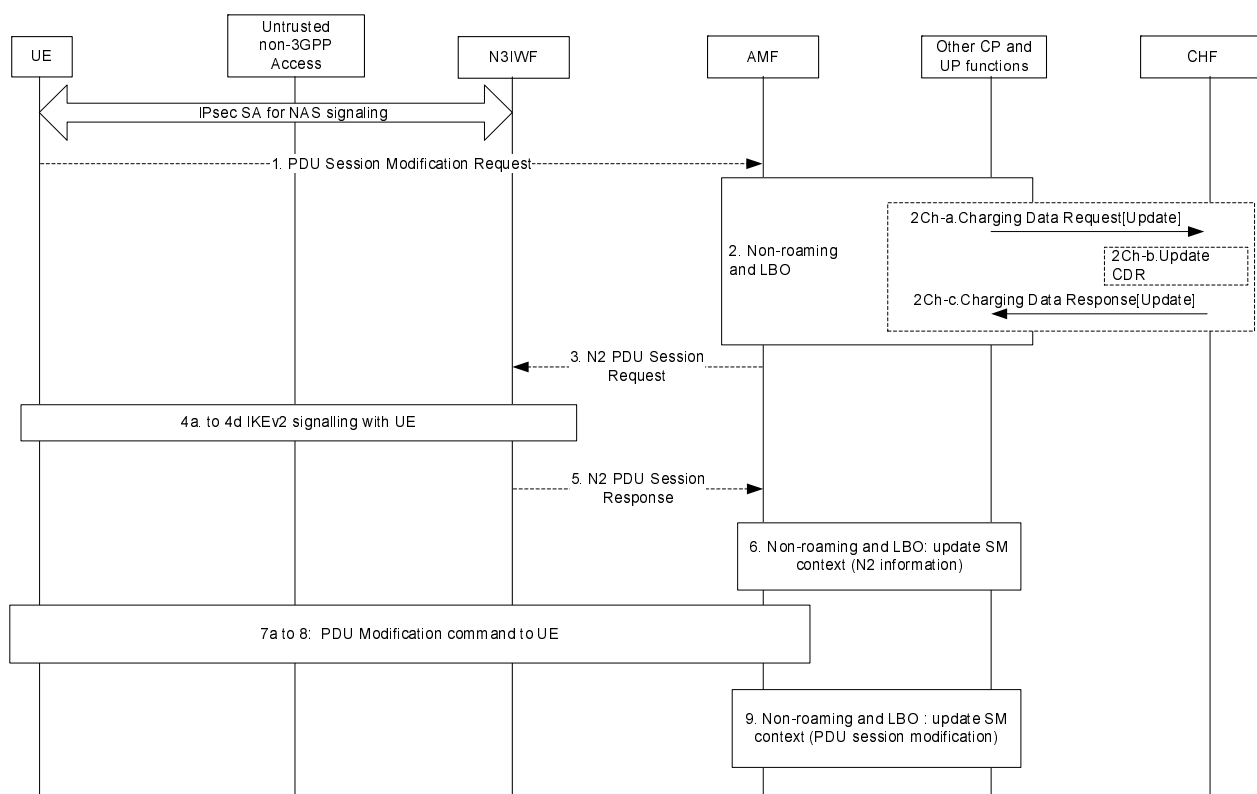 UE
Untrusted
non-3GPP
Access
N3IWF
AMF
Other CP and
UP functions
CHF
IPsec SA for NAS signaling
1. PDU Session Modification Request
2Ch-a.Charging Data Request[Update]
2. Non-roaming
and LBO
2Ch-b.Update
CDR
2Ch-c.Charging Data Response[Update]
3. N2 PDU Session
Request
4a. to 4d IKEv2 signalling with UE
5. N2 PDU Session
Response
6. Non-roaming and LBO: update SM
context (N2 information)
7a to 8: PDU Modification command to UE
9. Non-roaming and LBO : update SM
context (PDU session modification)